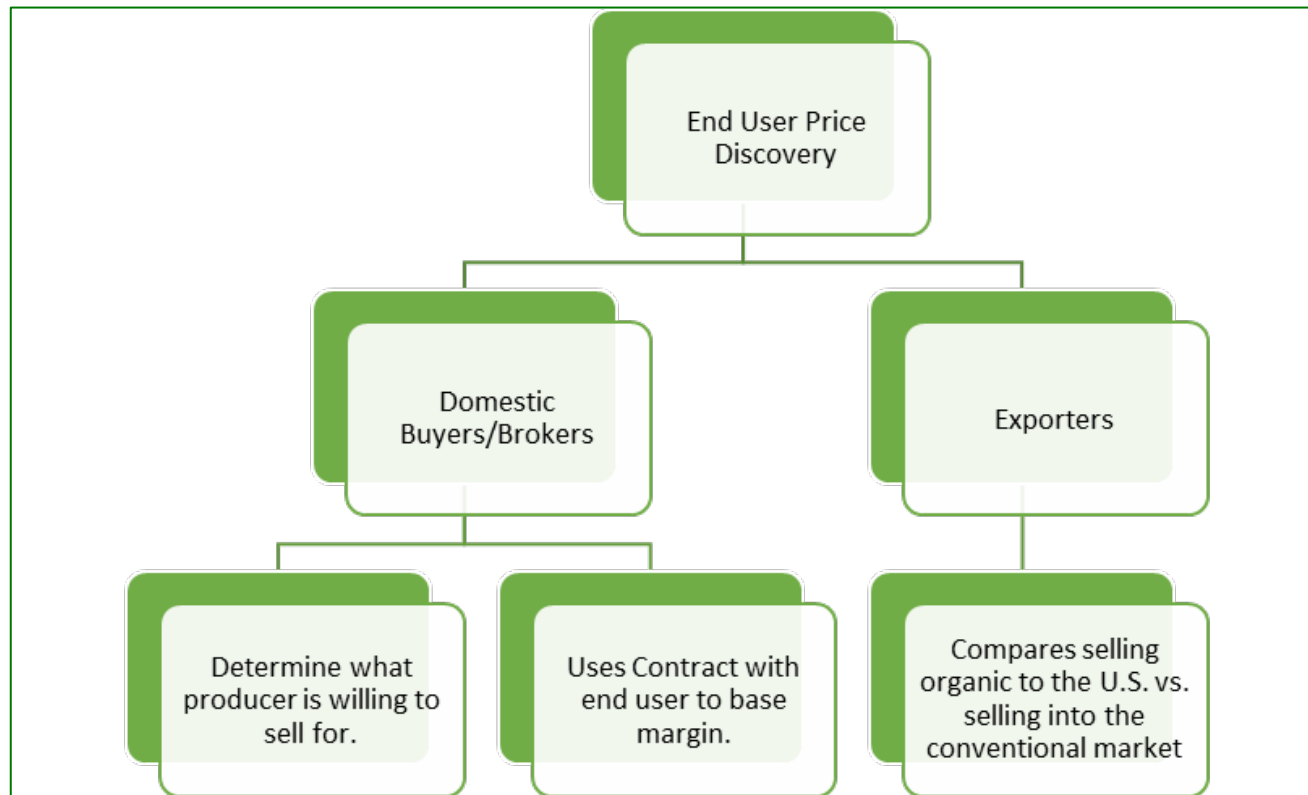 End User Price
Discovery
Domestic
Buyers/Brokers
Exporters
Determine what
producer is willing to
sell for.
Uses Contract with
end user to base
margin.
Compares selling
organic to the U.S. vs.
selling into the
conventional market